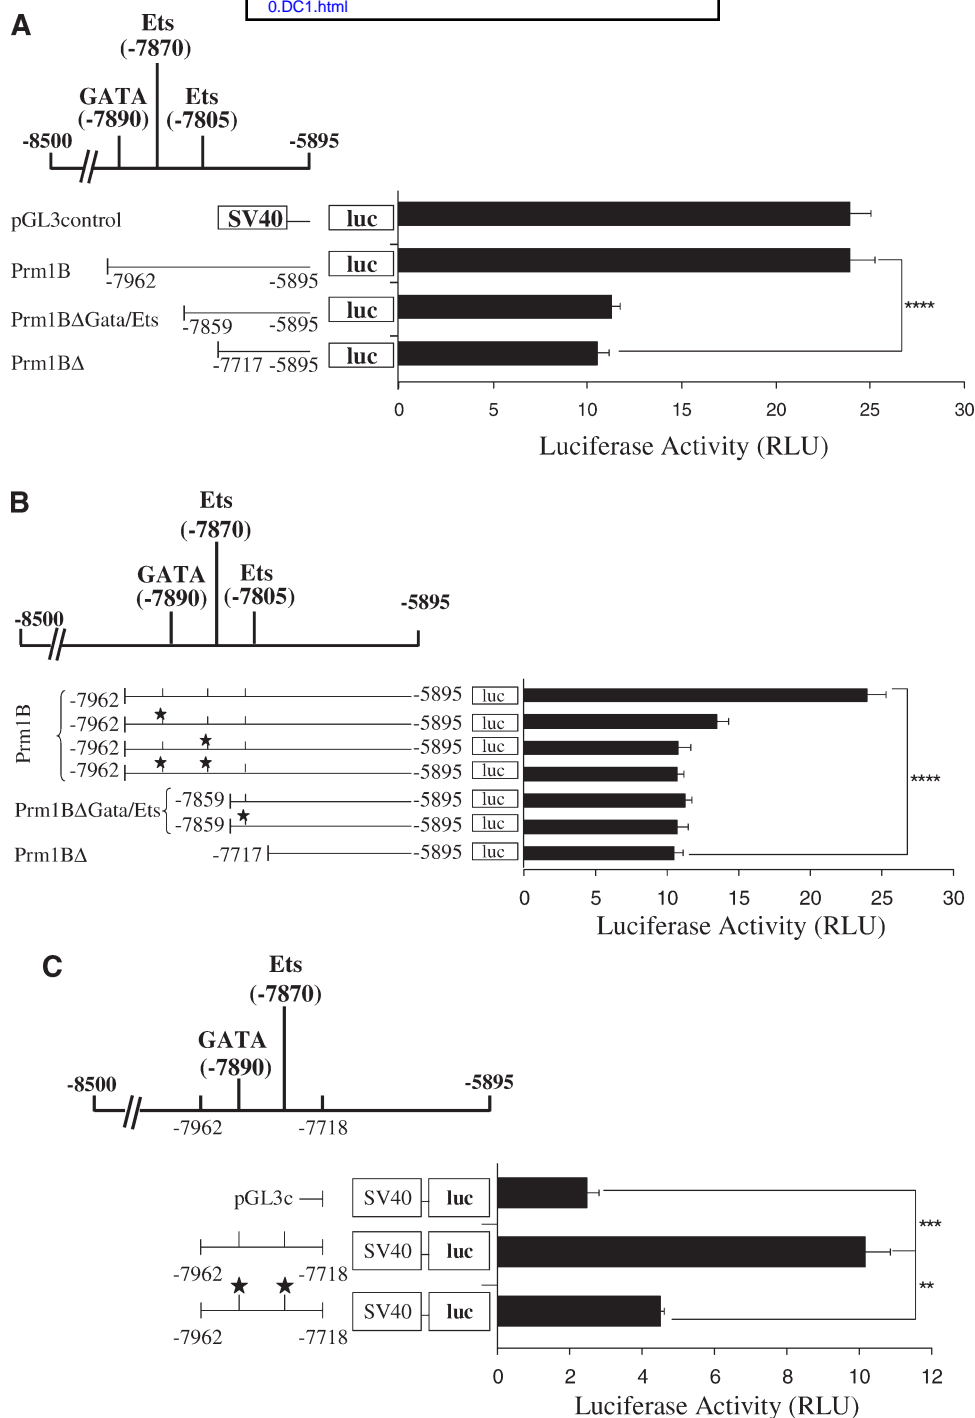 0.DC1.html
A
Ets
(-7870)
GATA
(-7890)
Ets
(-7805)
-8500
-5895
pGL3control
SV40
luc
Prm1B
-7962
-5895
luc
Prm1BΔGata/Ets
-7859
-5895
luc
Prm1BΔ
-7717 -5895
luc
****
0 5 10 15 20 25 30
Luciferase Activity (RLU)
B
Ets
(-7870)
GATA
(-7890)
Ets
(-7805)
-8500
-5895
Prm1B
-7962 -5895 luc
★
-7962 -5895 luc
★
-7962 -5895 luc
★ ★
-7962 -5895 luc
Prm1BΔGata/Ets
-7859 -5895 luc
★
-7859 -5895 luc
Prm1BΔ -7717 -5895 luc
****
0 5 10 15 20 25 30
Luciferase Activity (RLU)
C
Ets
(-7870)
GATA
(-7890)
-8500
-5895
-7962 -7718
pGL3c SV40 luc
***
SV40 luc
-7962 -7718
★ ★
**
SV40 luc
-7962 -7718
0 2 4 6 8 10 12
Luciferase Activity (RLU)